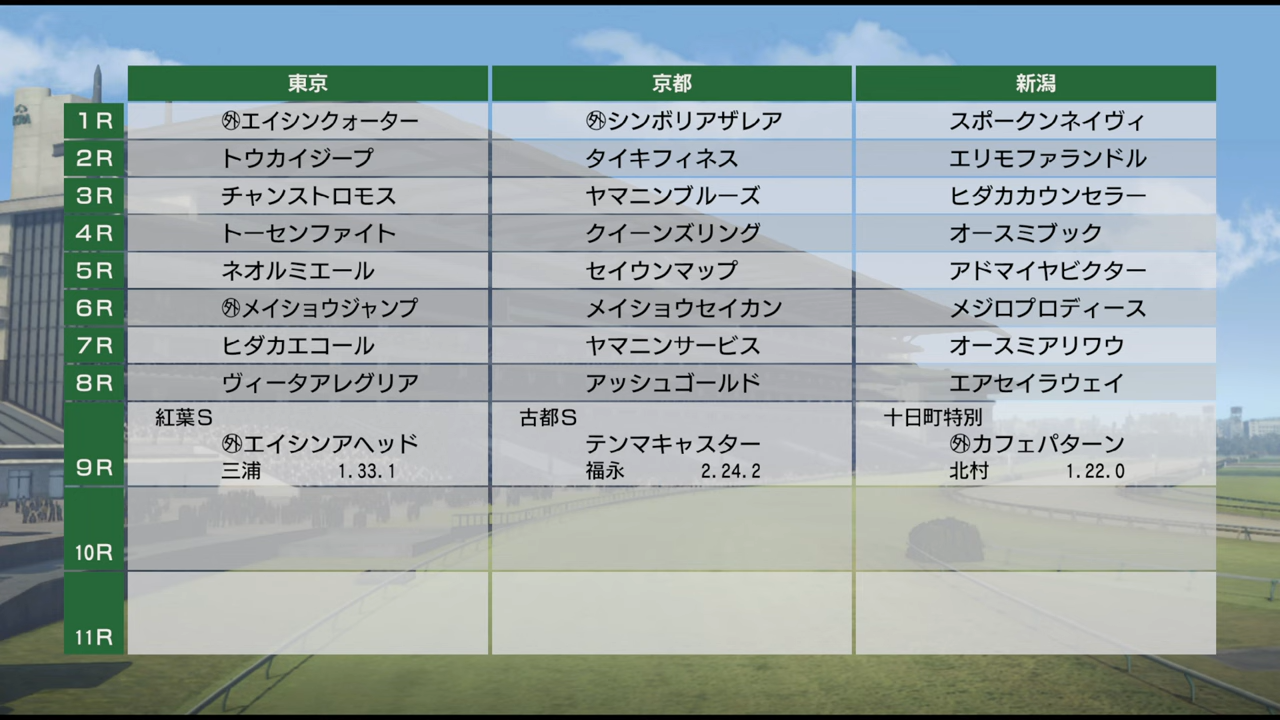 東京 京都 新潟
1R ㊕エイシンクォーター ㊕シンボリアザレア スポークンネイヴィ
2R トウカイジープ タイキフィネス エリモファランドル
3R チャンストロモス ヤマニンブルーズ ヒダカカウンセラー
4R トーセンファイト クイーンズリング オースミブック
5R ネオルミエール セイウンマップ アドマイヤビクター
6R ㊕メイショウジャンプ メイショウセイカン メジロプロディース
7R ヒダカエコール ヤマニンサービス オースミアリワウ
8R ヴィータアレグリア アッシュゴールド エアセイラウェイ
紅葉S 古都S 十日町特別
㊕エイシンアヘッド テンマキャスター ㊕カフェパターン
9R 三浦 1.33.1 福永 2.24.2 北村 1.22.0
10R
11R